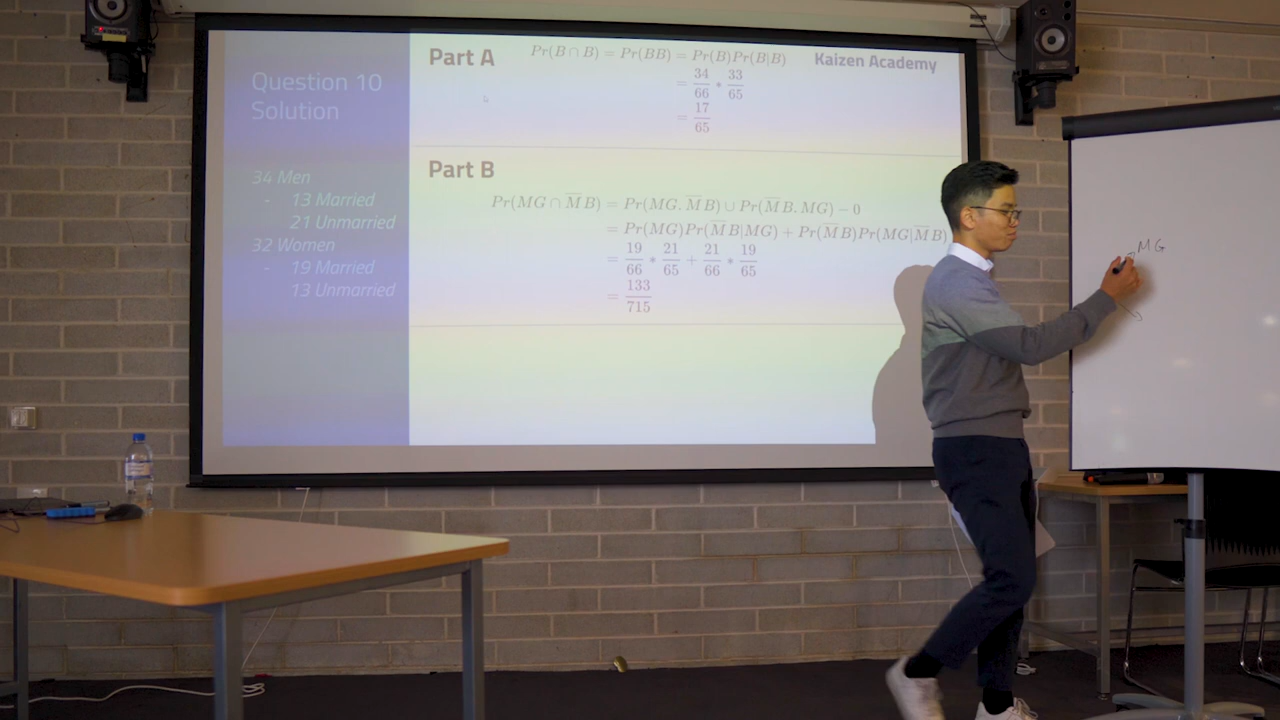 Question 10
Solution
34 Men
- 13 Married
21 Unmarried
32 Women
- 19 Married
13 Unmarried
Part A
Kaizen Academy
Pr(B ∩ B) = Pr(BB) = Pr(B)Pr(B|B)
= 34/66 * 33/65
= 17/65
Part B
Pr(MG ∩ M̅B) = Pr(MG. M̅B) ∪ Pr(M̅B. MG) − 0
= Pr(MG)Pr(M̅B|MG) + Pr(M̅B)Pr(MG|M̅B)
= 19/66 * 21/65 + 21/66 * 19/65
= 133/715
MG